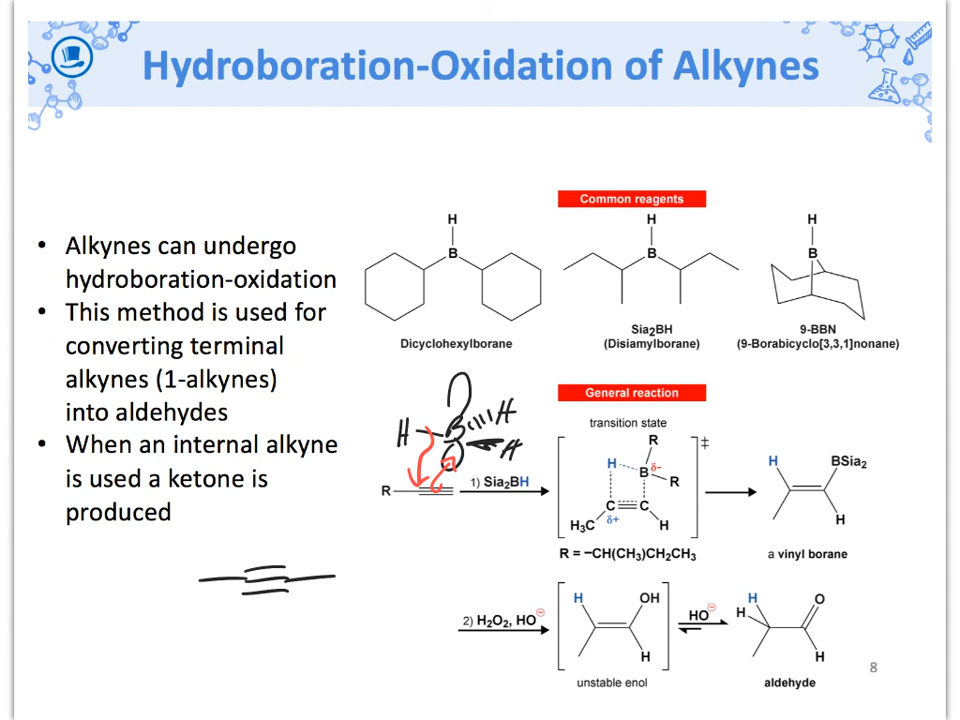 Hydroboration-Oxidation of Alkynes
• Alkynes can undergo
hydroboration-oxidation
• This method is used for
converting terminal
alkynes (1-alkynes)
into aldehydes
• When an internal alkyne
is used a ketone is
produced
Common reagents
H H H
B B B
Dicyclohexylborane
Sia2BH
(Disiamylborane)
9-BBN
(9-Borabicyclo[3,3,1]nonane)
H B H
H
General reaction
transition state
R
1) Sia2BH
R
H B δ− R
C C
H3C δ+ H
‡
R = −CH(CH3)CH2CH3
H BSia2
H
a vinyl borane
2) H2O2, HO⊖
H OH
H
unstable enol
HO⊖
H O
H
H
aldehyde
8